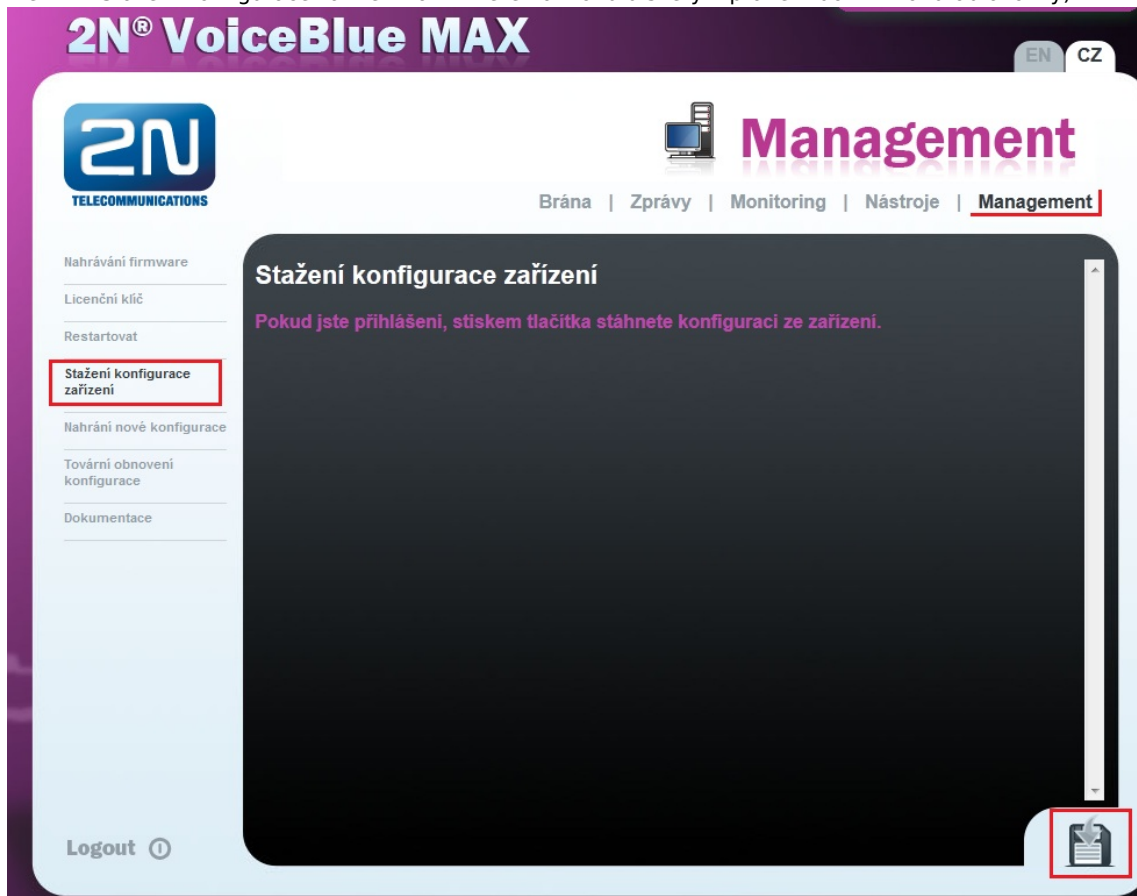 2N® VoiceBlue MAX
EN CZ
2N
TELECOMMUNICATIONS
Management
Brána | Zprávy | Monitoring | Nástroje | Management
Nahrávání firmware
Licenční klíč
Restartovat
Stažení konfigurace
zařízení
Nahrání nové konfigurace
Tovární obnovení
konfigurace
Dokumentace
Stažení konfigurace zařízení
Pokud jste přihlášeni, stiskem tlačítka stáhnete konfiguraci ze zařízení.
Logout